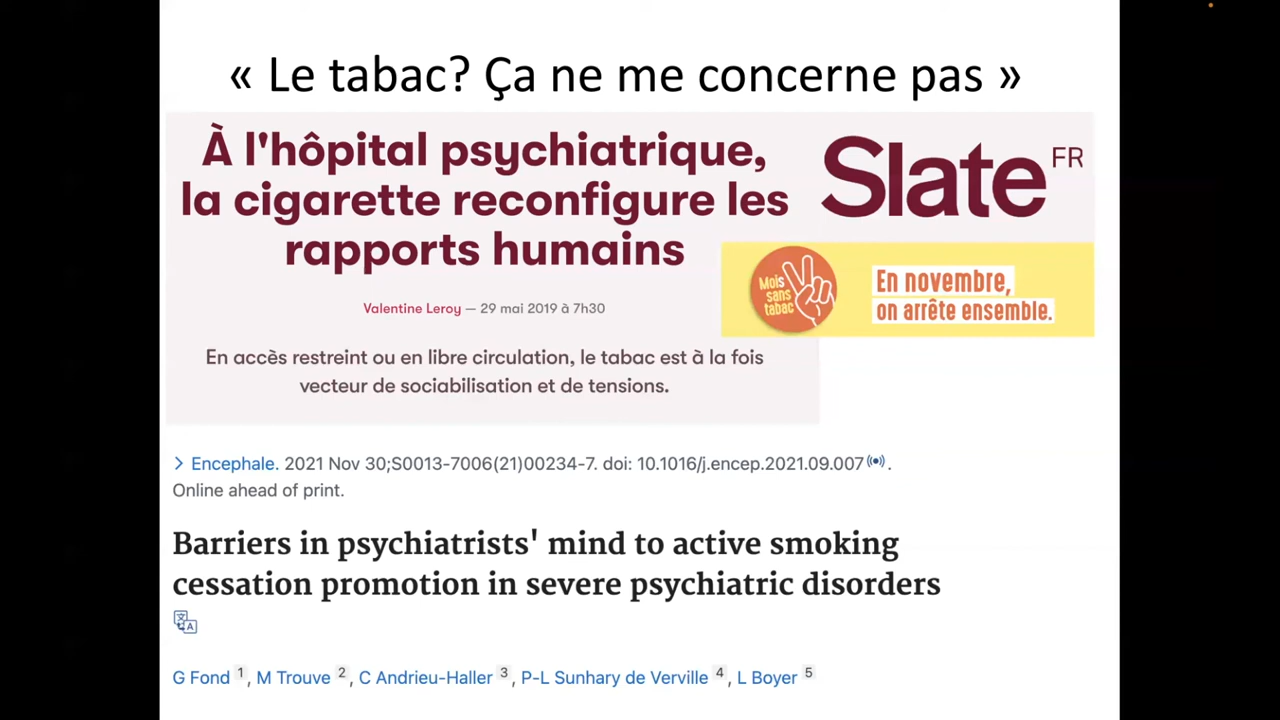 « Le tabac? Ça ne me concerne pas »
À l'hôpital psychiatrique,
la cigarette reconfigure les
rapports humains
Slate FR
Valentine Leroy — 29 mai 2019 à 7h30
Mois
sans
tabac
En novembre,
on arrête ensemble.
En accès restreint ou en libre circulation, le tabac est à la fois
vecteur de sociabilisation et de tensions.
> Encephale. 2021 Nov 30;S0013-7006(21)00234-7. doi: 10.1016/j.encep.2021.09.007 .
Online ahead of print.
Barriers in psychiatrists' mind to active smoking
cessation promotion in severe psychiatric disorders
文A
G Fond 1, M Trouve 2, C Andrieu-Haller 3, P-L Sunhary de Verville 4, L Boyer 5